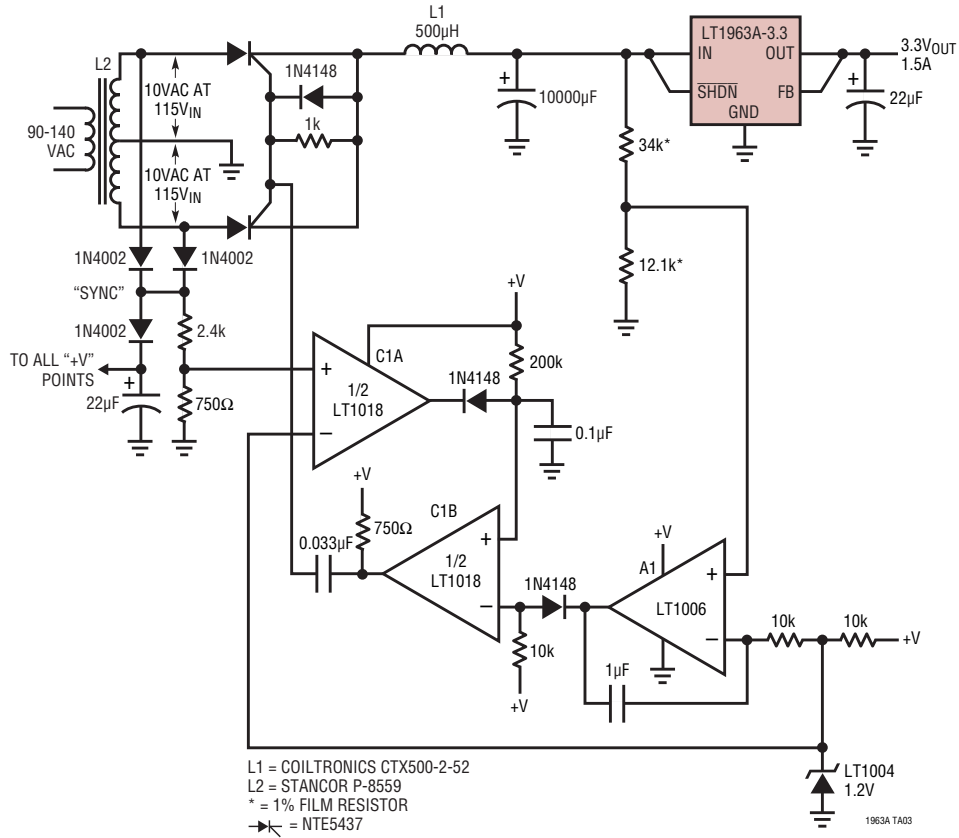 L1
500µH
LT1963A-3.3
IN
OUT
3.3VOUT
1.5A
SHDN
FB
GND
L2
10VAC AT
115VIN
1N4148
1k
10000µF
22µF
90-140
VAC
10VAC AT
115VIN
34k*
12.1k*
1N4002
1N4002
"SYNC"
1N4002
2.4k
TO ALL "+V"
POINTS
+V
C1A
200k
1N4148
+
1/2
LT1018
–
22µF
+
750Ω
0.1µF
+V
750Ω
C1B
0.033µF
+
1/2
LT1018
–
+V
A1
+
LT1006
–
1N4148
10k
10k
+V
10k
1µF
+V
LT1004
1.2V
L1 = COILTRONICS CTX500-2-52
L2 = STANCOR P-8559
* = 1% FILM RESISTOR
= NTE5437
1963A TA03
+
+